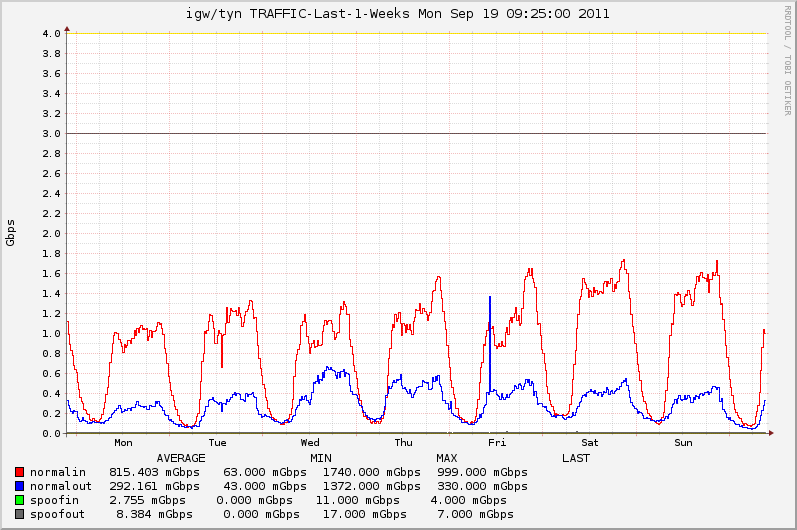 igw/tyn TRAFFIC-Last-1-Weeks Mon Sep 19 09:25:00 2011
RRDTOOL / TOBI OETIKER
Gbps
4.0
3.8
3.6
3.4
3.2
3.0
2.8
2.6
2.4
2.2
2.0
1.8
1.6
1.4
1.2
1.0
0.8
0.6
0.4
0.2
0.0
Mon Tue Wed Thu Fri Sat Sun
AVERAGE MIN MAX LAST
normalin 815.403 mGbps 63.000 mGbps 1740.000 mGbps 999.000 mGbps
normalout 292.161 mGbps 43.000 mGbps 1372.000 mGbps 330.000 mGbps
spoofin 2.755 mGbps 0.000 mGbps 11.000 mGbps 4.000 mGbps
spoofout 8.384 mGbps 0.000 mGbps 17.000 mGbps 7.000 mGbps